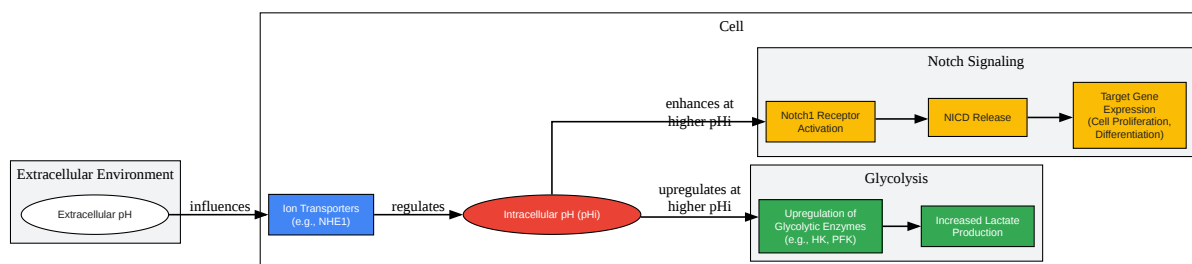 Cell
Notch Signaling
enhances at
higher pHi
Notch1 Receptor
Activation
NICD Release
Target Gene
Expression
(Cell Proliferation,
Differentiation)
Extracellular Environment
Extracellular pH
influences
Ion Transporters
(e.g., NHE1)
regulates
Intracellular pH (pHi)
upregulates at
higher pHi
Glycolysis
Upregulation of
Glycolytic Enzymes
(e.g., HK, PFK)
Increased Lactate
Production